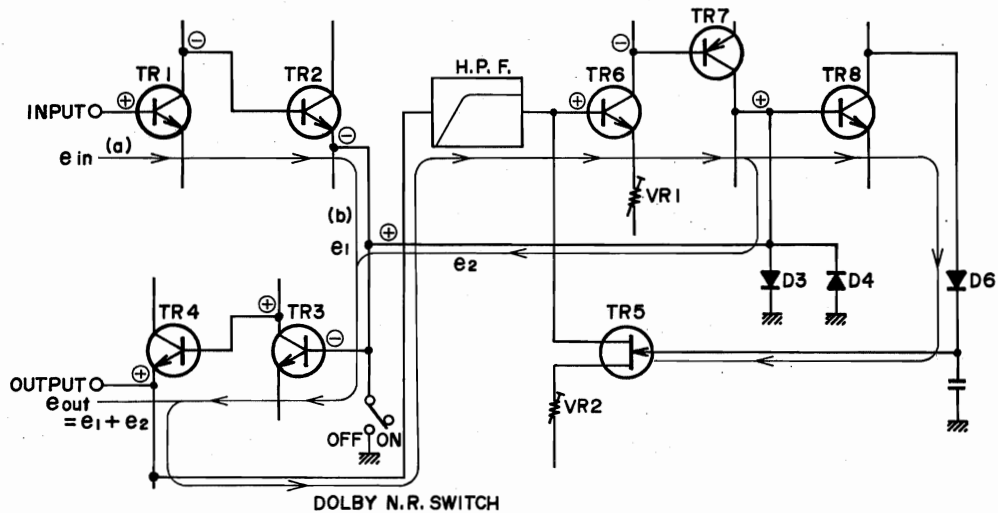 TR7
H.P.F.
TR1
TR2
TR6
TR8
INPUT
e in (a)
VR1
(b)
e1
e2
D3
D4
D6
TR4
TR3
TR5
OUTPUT
e out
= e1 + e2
VR2
OFF ON
DOLBY N.R. SWITCH